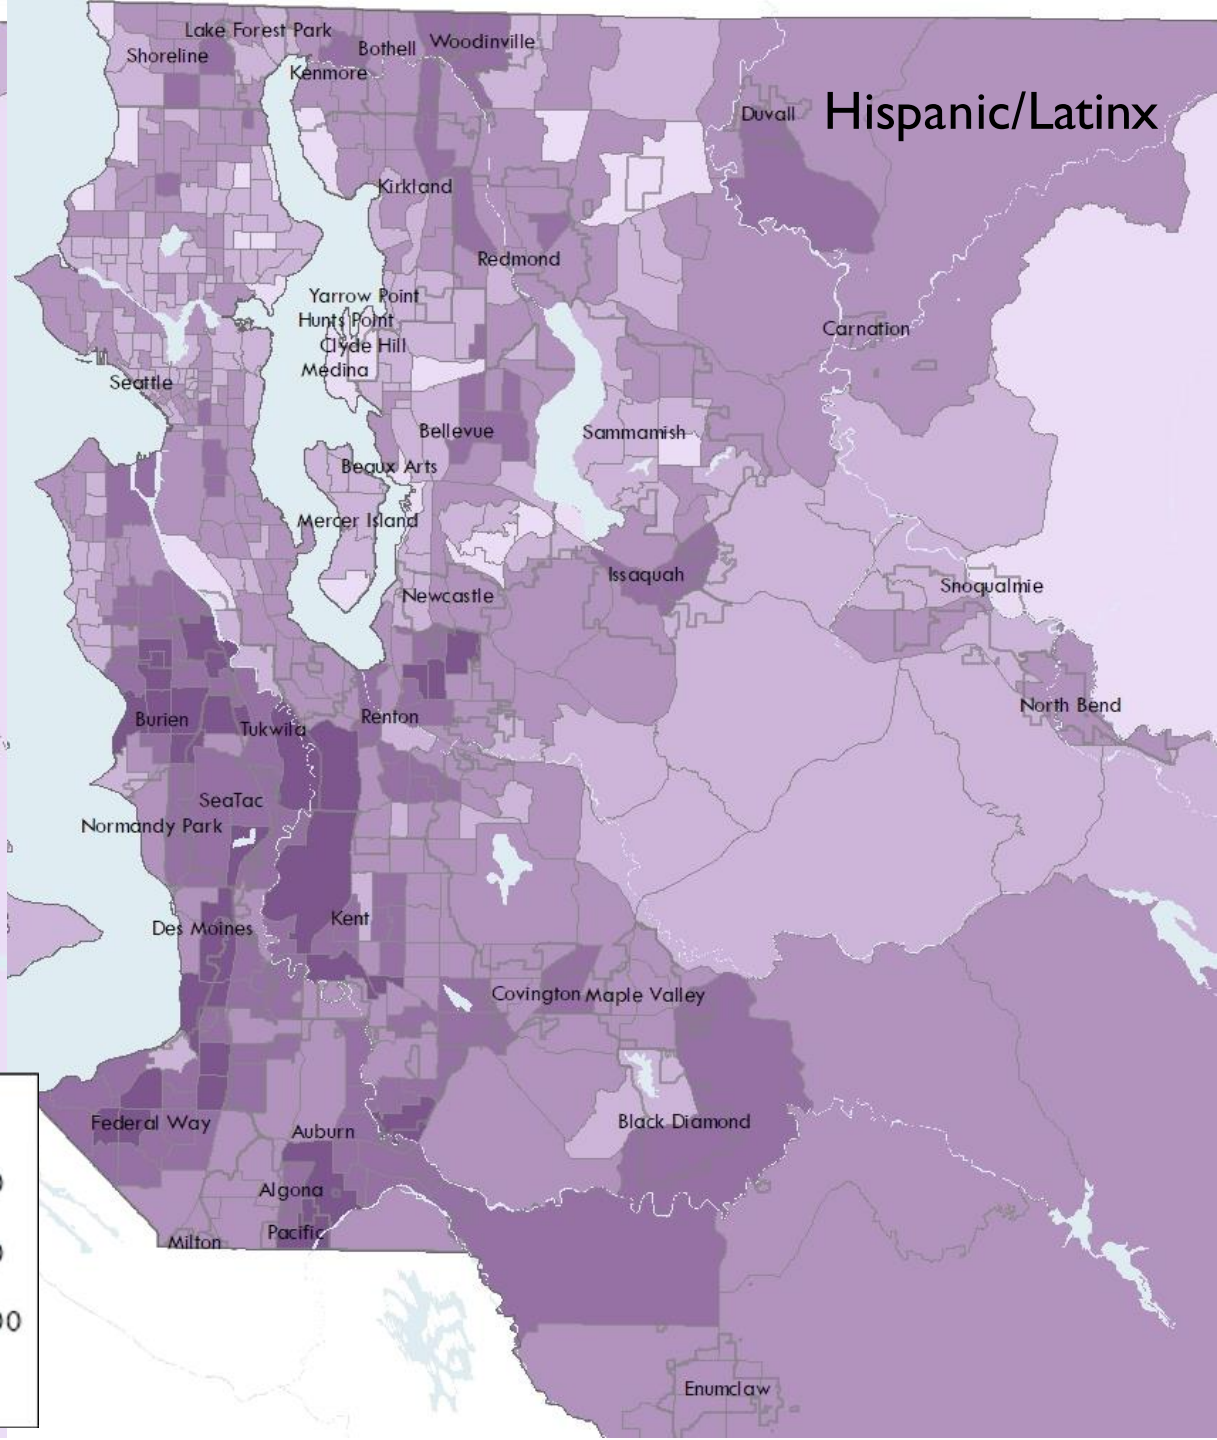 Lake Forest Park
Shoreline
Bothell
Woodinville
Kenmore
Duvall
Hispanic/Latinx
Kirkland
Redmond
Yarrow Point
Hunts Point
Clyde Hill
Medina
Carnation
Seattle
Bellevue
Sammamish
Beaux Arts
Mercer Island
Issaquah
Newcastle
Snoqualmie
North Bend
Burien
Tukwila
Renton
SeaTac
Normandy Park
Des Moines
Kent
Covington
Maple Valley
Federal Way
Auburn
Black Diamond
Algona
Pacific
Milton
Enumclaw